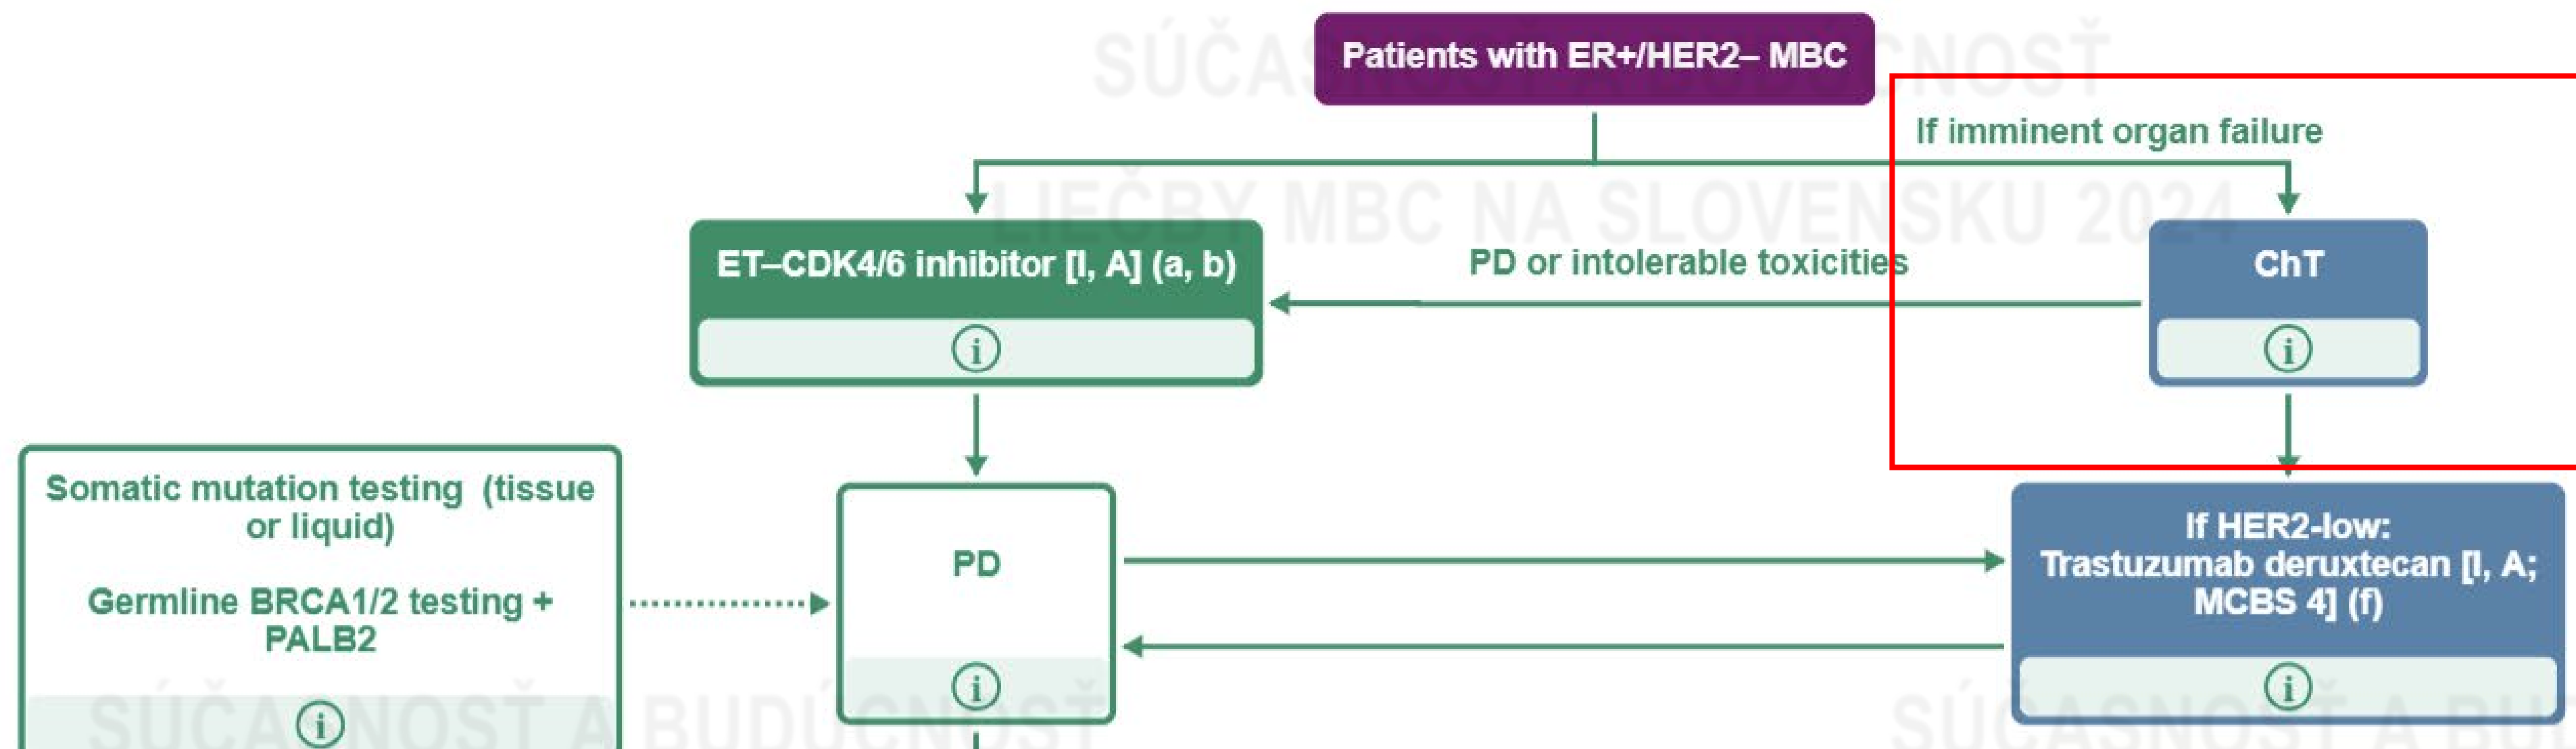 SÚČASNOSŤ A BUDÚCNOSŤ
LIEČBY MBC NA SLOVENSKU 2024
Patients with ER+/HER2– MBC
If imminent organ failure
ET–CDK4/6 inhibitor [I, A] (a, b)
i
PD or intolerable toxicities
ChT
i
Somatic mutation testing (tissue
or liquid)
Germline BRCA1/2 testing +
PALB2
i
PD
i
If HER2-low:
Trastuzumab deruxtecan [I, A;
MCBS 4] (f)
i
SÚČASNOSŤ A BUDÚCNOSŤ
SÚČASNOSŤ A BUD